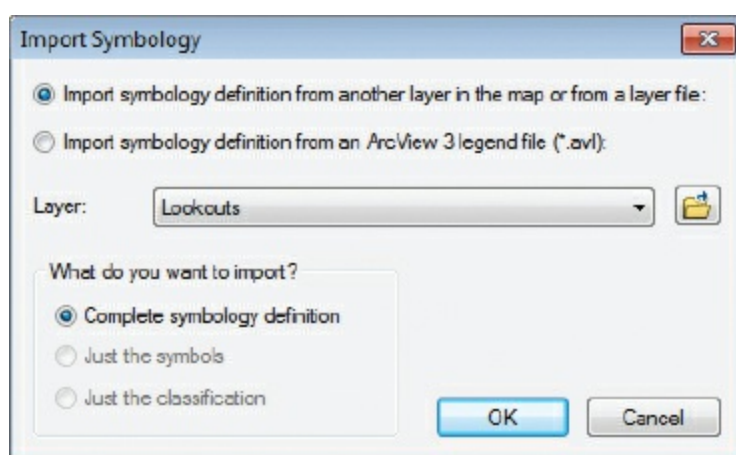 Import Symbology
Import symbology definition from another layer in the map or from a layer file:
Import symbology definition from an ArcView 3 legend file (*.avl):
Layer: Lookouts
What do you want to import?
Complete symbology definition
Just the symbols
Just the classification
OK Cancel